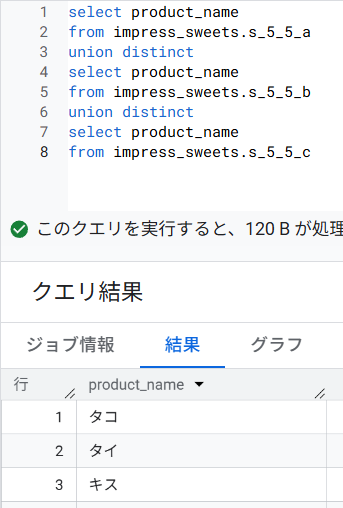 1 select product_name
2 from impress_sweets.s_5_5_a
3 union distinct
4 select product_name
5 from impress_sweets.s_5_5_b
6 union distinct
7 select product_name
8 from impress_sweets.s_5_5_c
このクエリを実行すると、120 B が処理
クエリ結果
ジョブ情報 結果 グラフ
行 product_name
1 タコ
2 タイ
3 キス